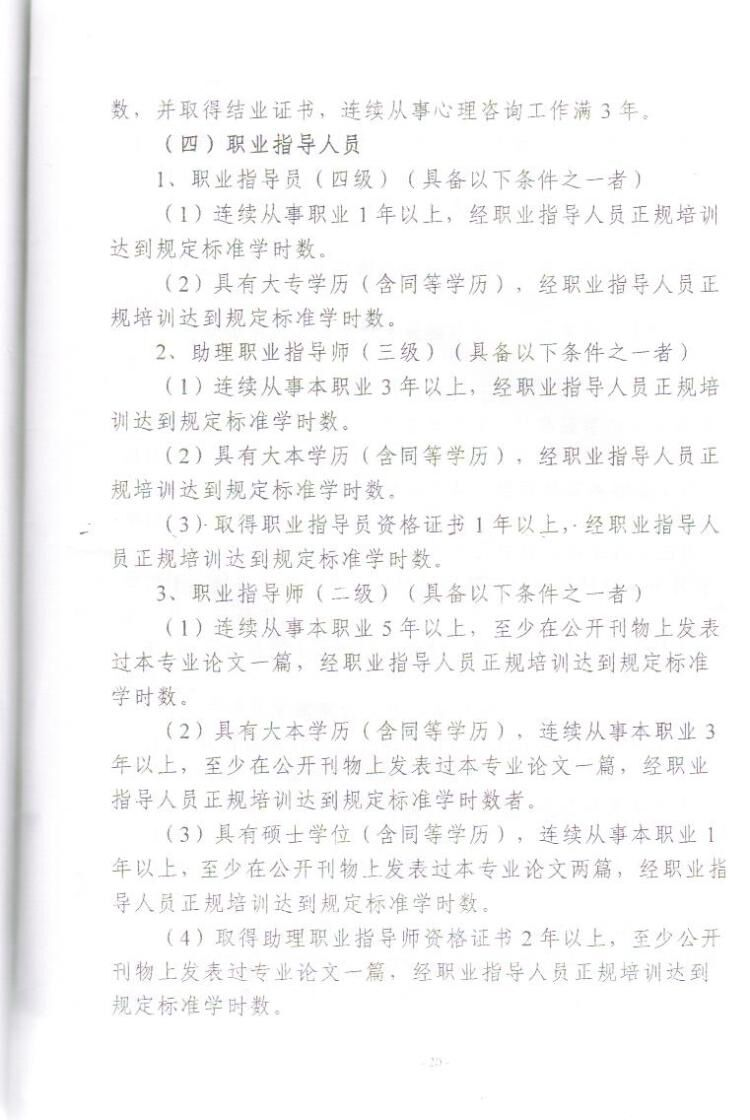 数，并取得结业证书，连续从事心理咨询工作满 3 年。
（四）职业指导人员
1、职业指导员（四级）（具备以下条件之一者）
（1）连续从事职业 1 年以上，经职业指导人员正规培训
达到规定标准学时数。
（2）具有大专学历（含同等学历），经职业指导人员正
规培训达到规定标准学时数。
2、助理职业指导师（三级）（具备以下条件之一者）
（1）连续从事本职业 3 年以上，经职业指导人员正规培
训达到规定标准学时数。
（2）具有大本学历（含同等学历），经职业指导人员正
规培训达到规定标准学时数。
（3）取得职业指导员资格证书 1 年以上，经职业指导人
员正规培训达到规定标准学时数。
3、职业指导师（二级）（具备以下条件之一者）
（1）连续从事本职业 5 年以上，至少在公开刊物上发表
过本专业论文一篇，经职业指导人员正规培训达到规定标准
学时数。
（2）具有大本学历（含同等学历），连续从事本职业 3
年以上，至少在公开刊物上发表过本专业论文一篇，经职业
指导人员正规培训达到规定标准学时数者。
（3）具有硕士学位（含同等学历），连续从事本职业 1
年以上，至少在公开刊物上发表过本专业论文两篇，经职业指
导人员正规培训达到规定标准学时数。
（4）取得助理职业指导师资格证书 2 年以上，至少公开
刊物上发表过专业论文一篇，经职业指导人员正规培训达到
规定标准学时数。
- 20 -